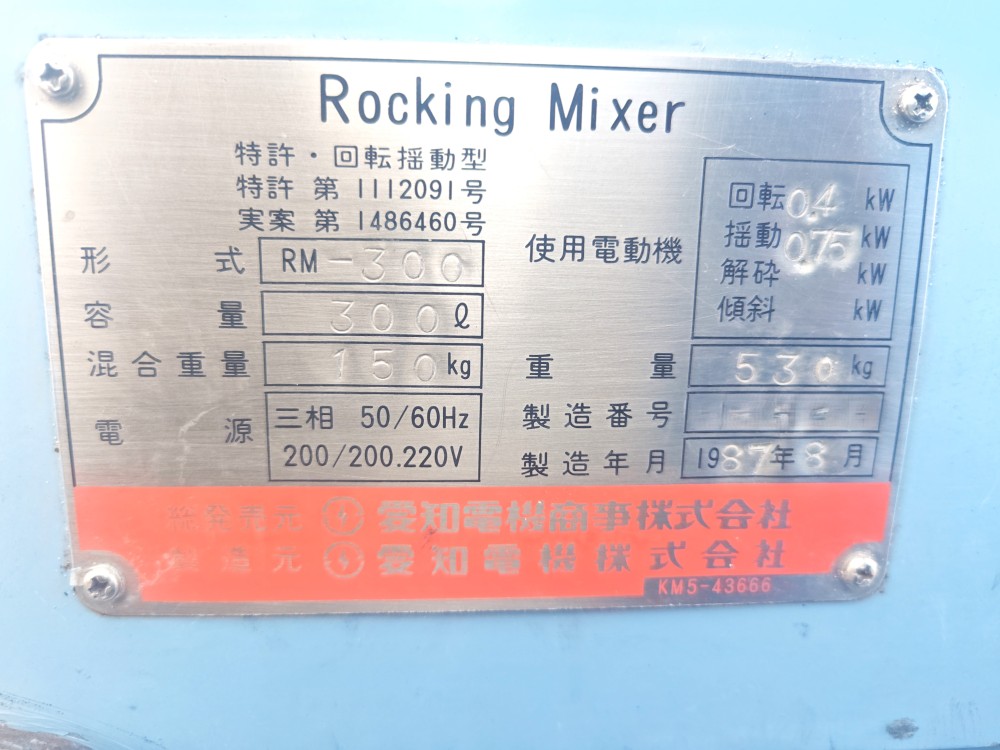 Rocking Mixer
特許・回転揺動型
特許 第 1112091号
実案 第 1486460号
形式 RM-300
容量 300ℓ
混合重量 150kg
電源 三相 50/60Hz
200/200.220V
使用電動機
回転 0.4 kW
揺動 0.75 kW
解砕 kW
傾斜 kW
重量 530kg
製造番号
製造年月 1987年8月
総発売元 愛知電機商事株式会社
製造元 愛知電機株式会社
KM5-43666